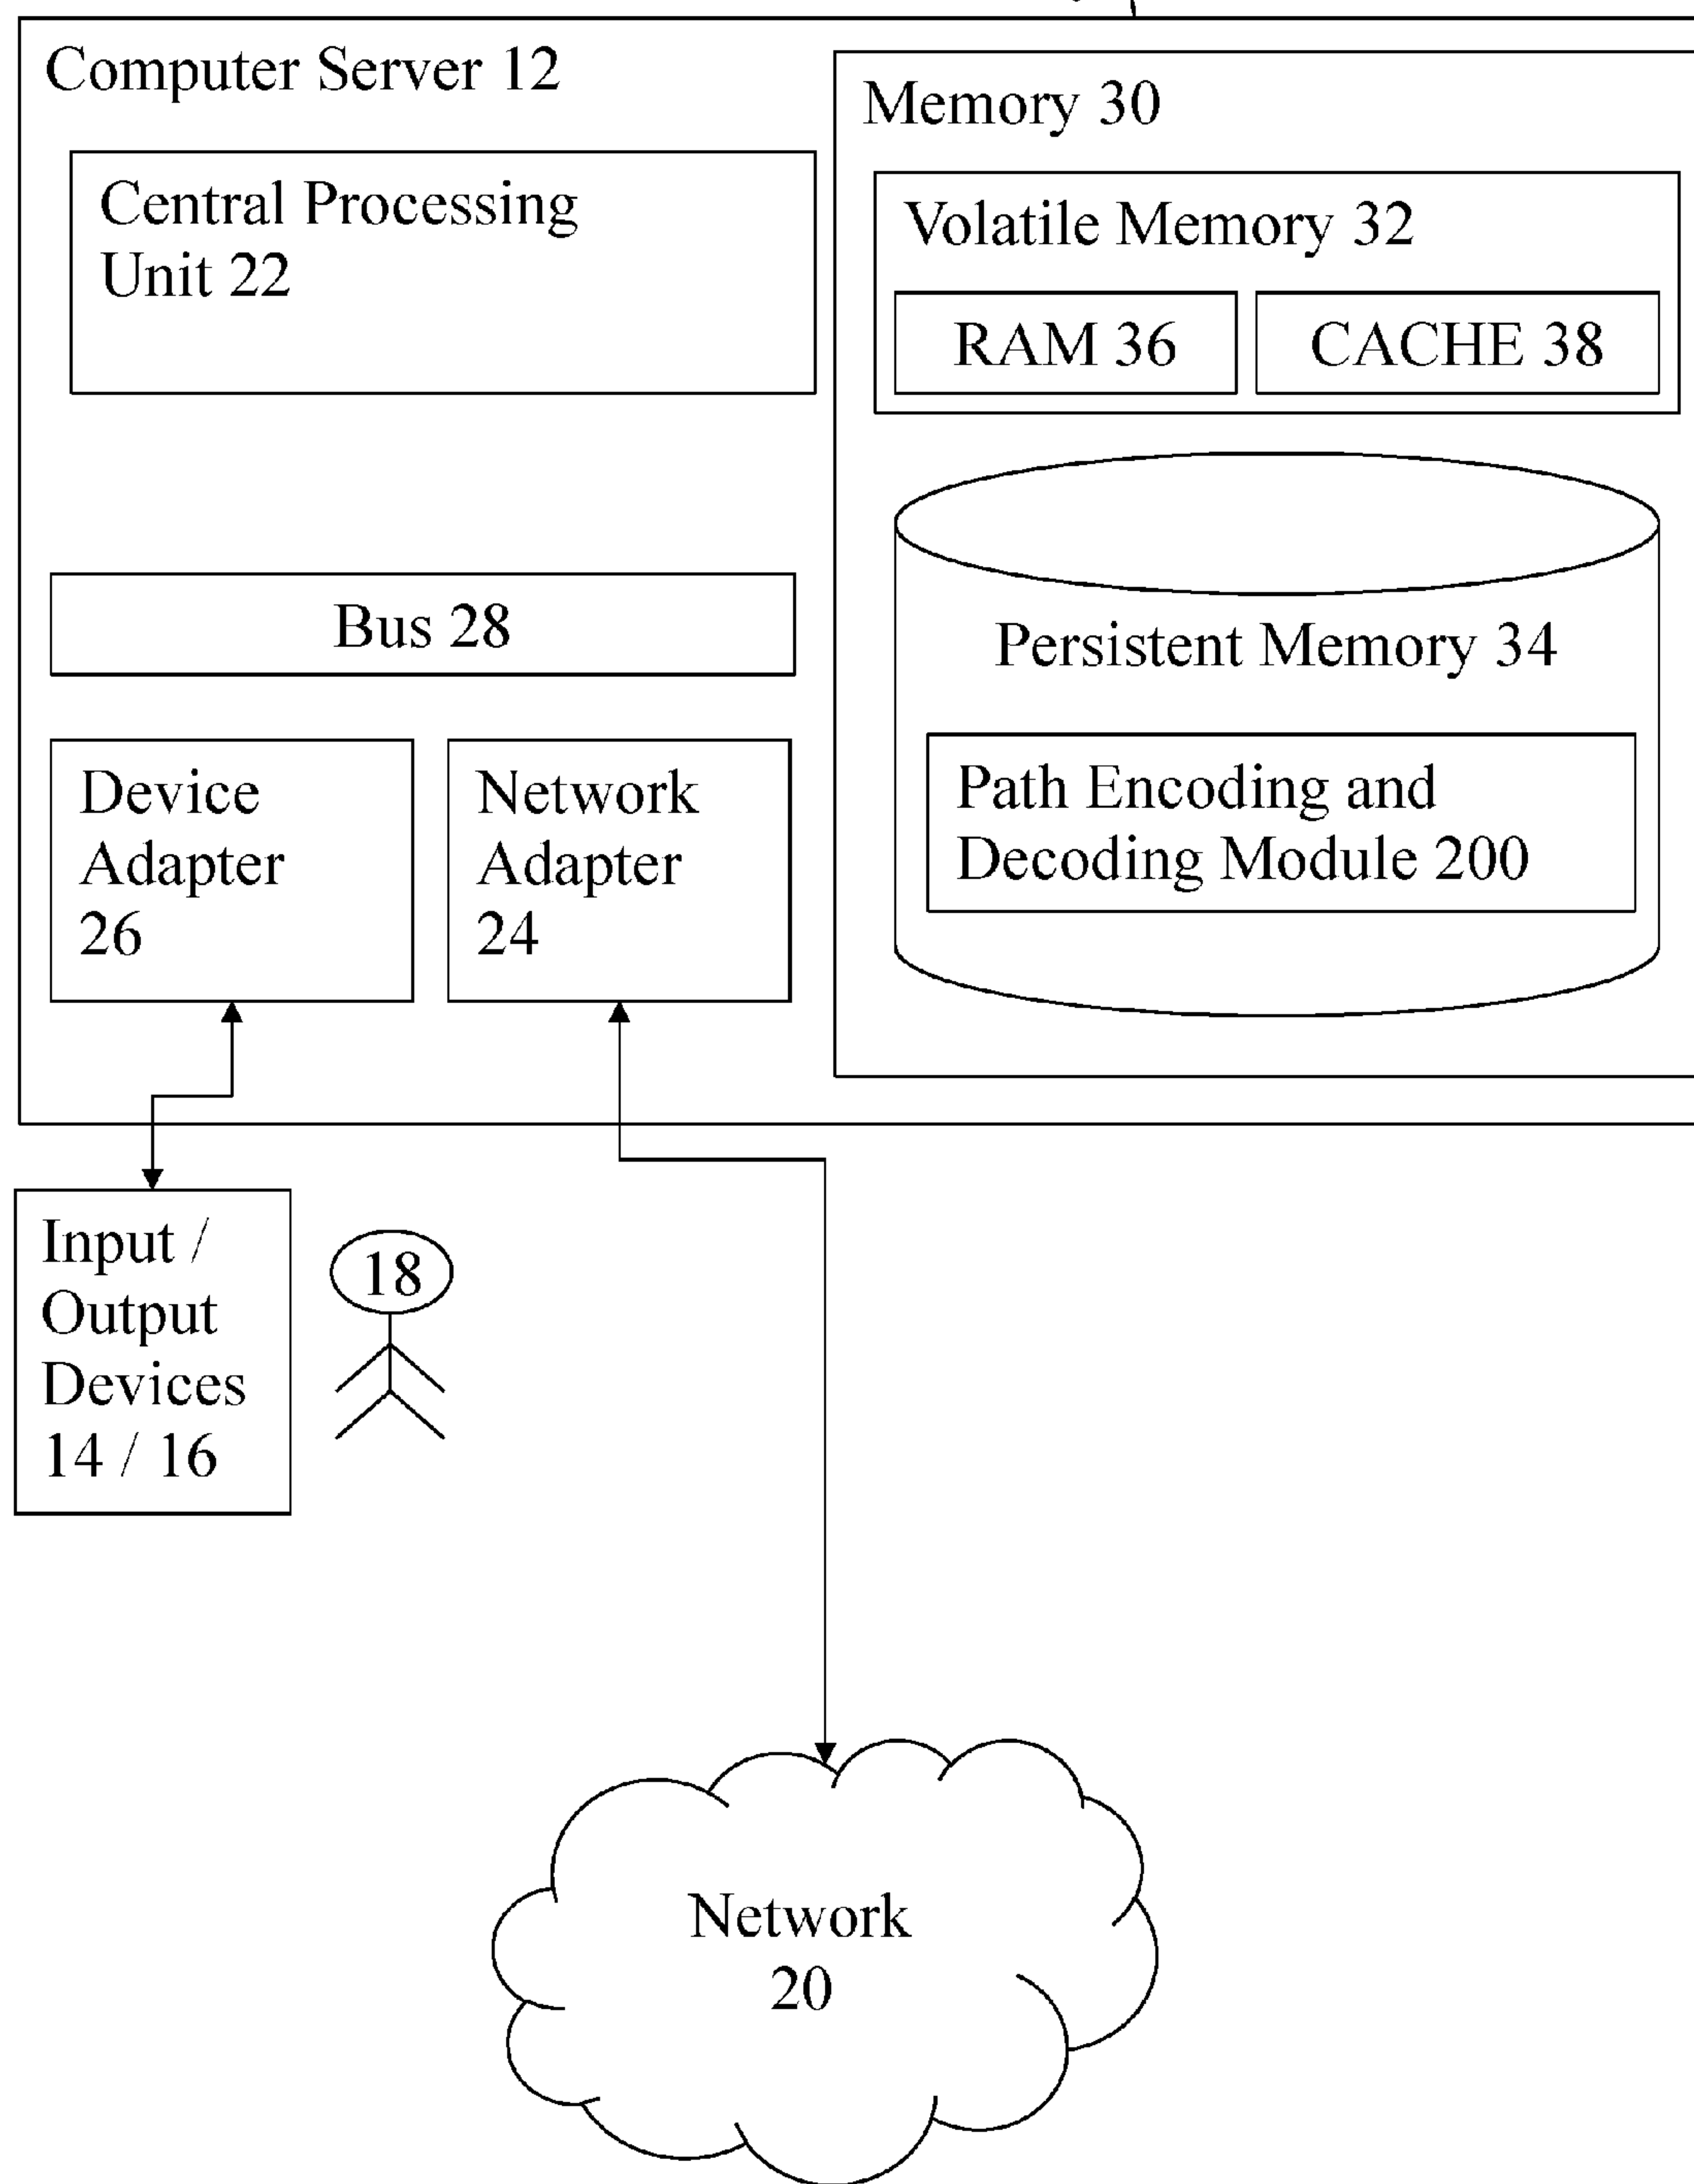 Computer Server 12
Central Processing
Unit 22
Bus 28
Device
Adapter
26
Network
Adapter
24
Memory 30
Volatile Memory 32
RAM 36
CACHE 38
Persistent Memory 34
Path Encoding and
Decoding Module 200
Input /
Output
Devices
14 / 16
18
Network
20